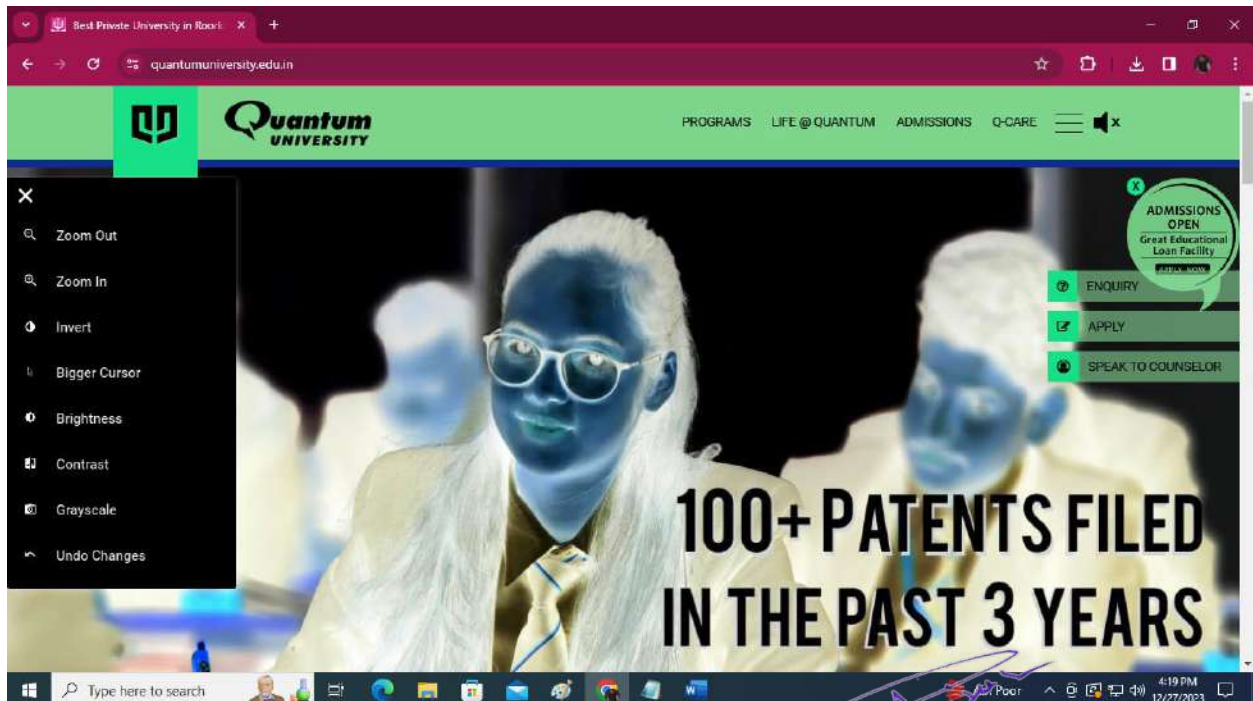 Best Private University in Roork
quantumuniversity.edu.in
Quantum
UNIVERSITY
PROGRAMS LIFE @ QUANTUM ADMISSIONS Q-CARE
Zoom Out
Zoom In
Invert
Bigger Cursor
Brightness
Contrast
Grayscale
Undo Changes
X
ADMISSIONS
OPEN
Great Educational
Loan Facility
APPLY NOW
ENQUIRY
APPLY
SPEAK TO COUNSELOR
100+ PATENTS FILED
IN THE PAST 3 YEARS
Type here to search
Poor
4:19 PM
12/27/2023